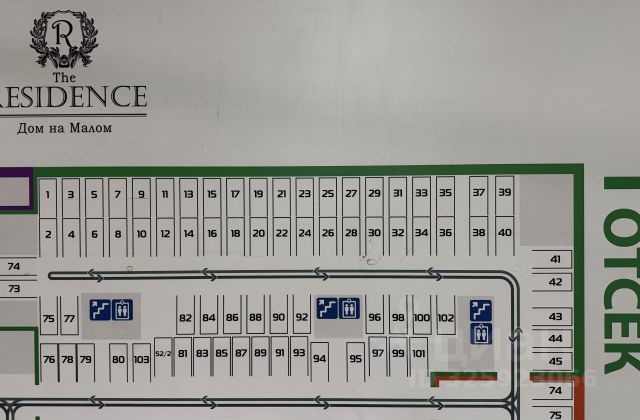 R
The
RESIDENCE
Дом на Малом
1 3 5 7 9 11 13 15 17 19 21 23 25 27 29 31 33 35 37 39
2 4 6 8 10 12 14 16 18 20 22 24 26 28 30 32 34 36 38 40
74
73
41
42
43
44
45
75 77 82 84 86 88 90 92 96 98 100 102
76 78 79 80 103 52/2 81 83 85 87 89 91 93 94 95 97 99 101
74
75
1 ОТСЕК
ЦИАН
ID 325923066